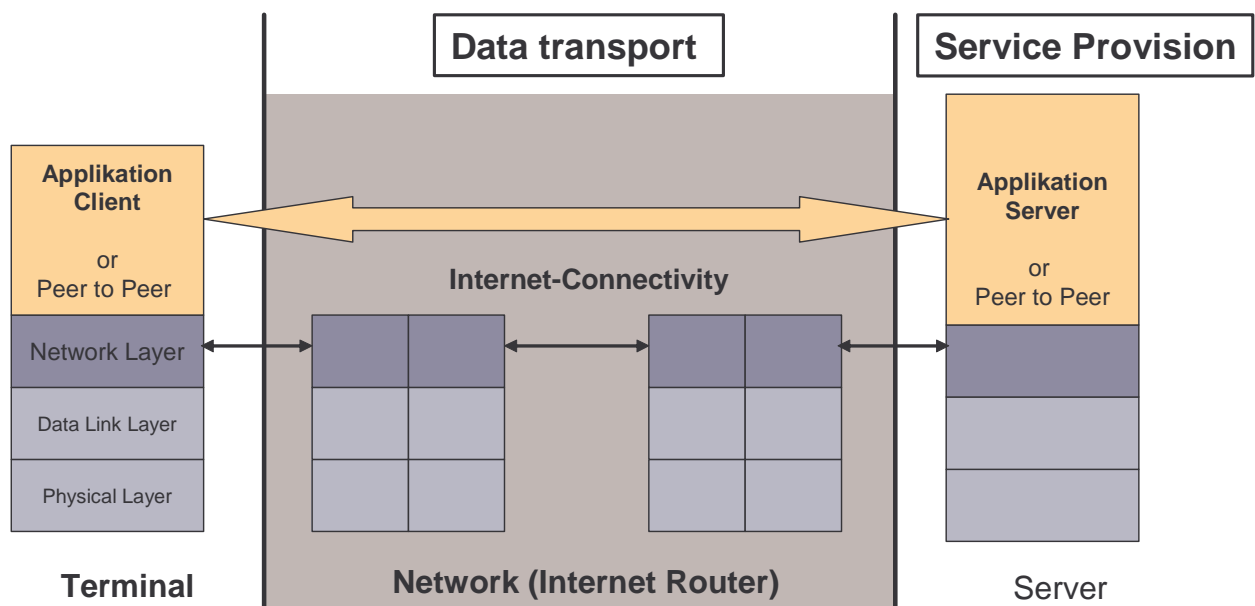 Data transport
Service Provision
Applikation
Client
or
Peer to Peer
Applikation
Server
or
Peer to Peer
Internet-Connectivity
Network Layer
Data Link Layer
Physical Layer
Terminal
Network (Internet Router)
Server